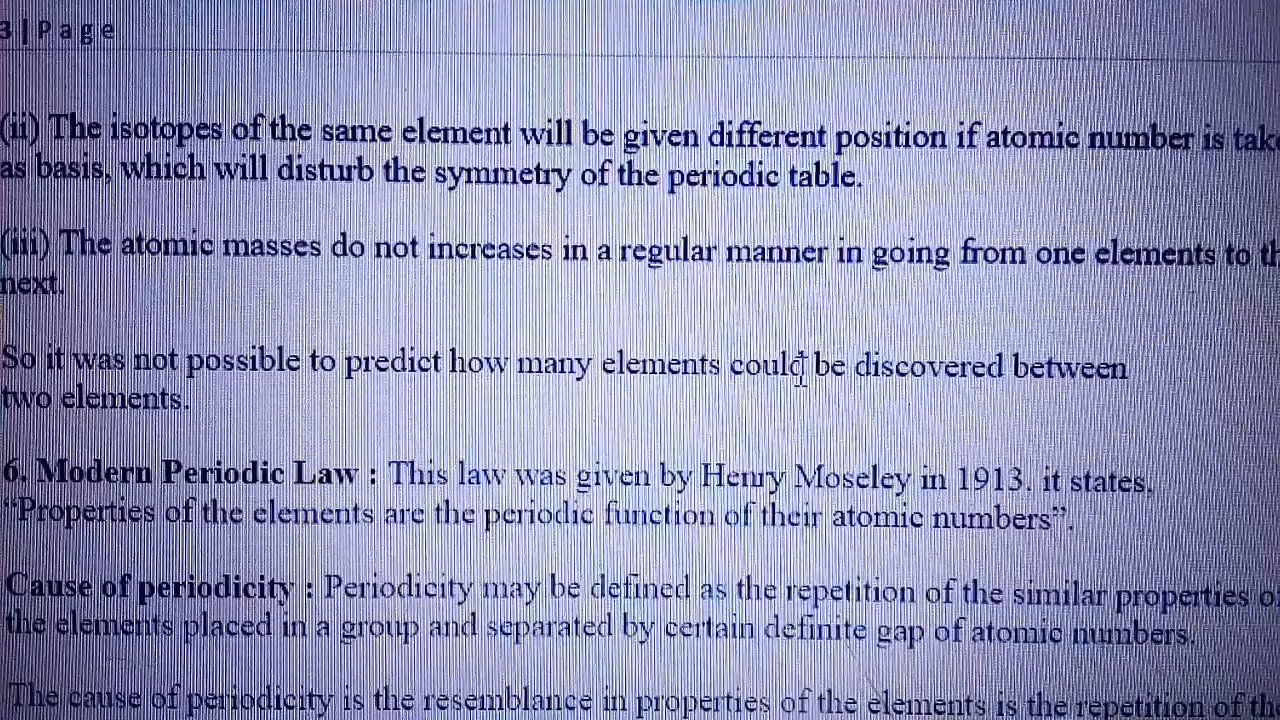 3 | P a g e
(ii) The isotopes of the same element will be given different position if atomic number is
as basis, which will disturb the symmetry of the periodic table.
(iii) The atomic masses do not increases in a regular manner in going from one elements to
next.
So it was not possible to predict how many elements could be discovered between
two elements.
6. Modern Periodic Law : This law was given by Henry Moseley in 1913. it states.
“Properties of the elements are the periodic function of their atomic numbers”.
Cause of periodicity : Periodicity may be defined as the repetition of the similar properties
the elements placed in a group and separated by certain definite gap of atomic numbers.
The cause of periodicity is the resemblance in properties of the elements is the repetition of